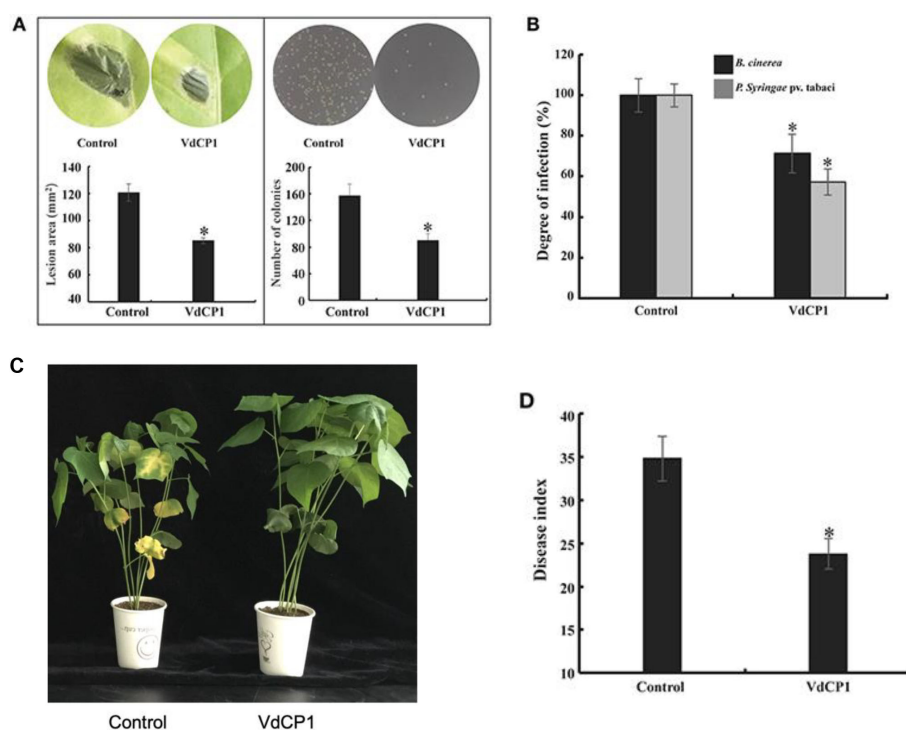 A
Control
VdCP1
Control
VdCP1
Lesion area (mm²)
140
120
100
80
60
40
*
Control
VdCP1
Number of colonies
200
160
120
80
40
0
*
Control
VdCP1
B
Degree of infection (%)
120
100
80
60
40
20
0
B. cinerea
P. Syringae pv. tabaci
*
*
Control
VdCP1
C
Control
VdCP1
D
Disease index
40
35
30
25
20
15
10
*
Control
VdCP1